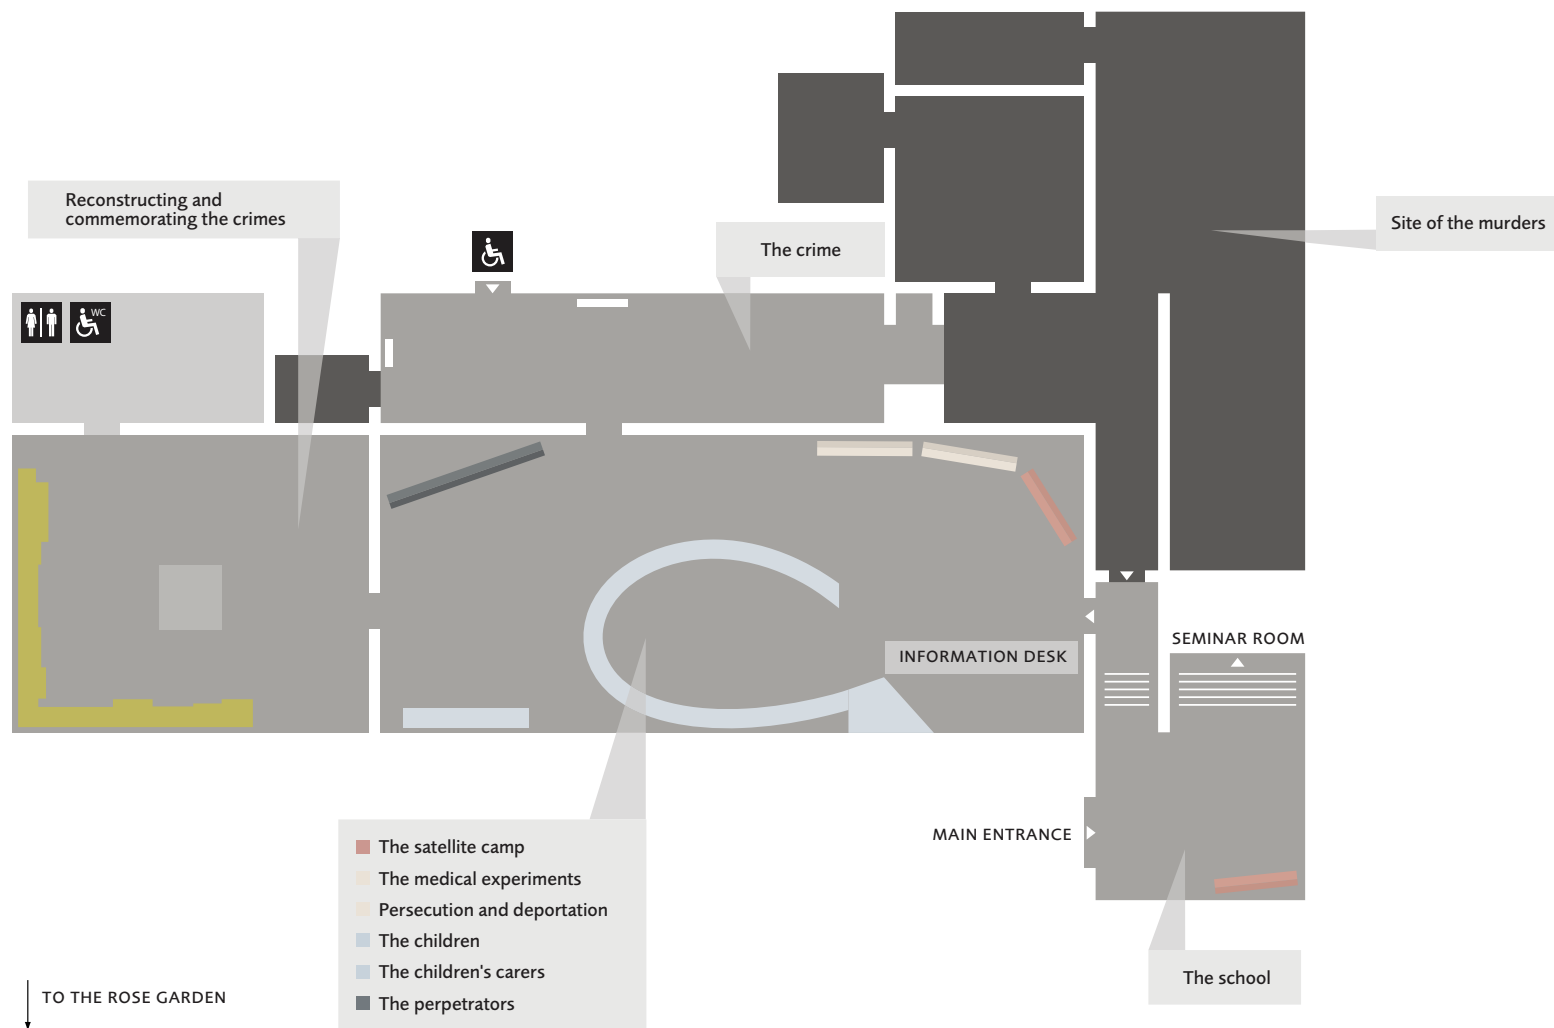 Reconstructing and
commemorating the crimes
The crime
Site of the murders
WC
SEMINAR ROOM
INFORMATION DESK
MAIN ENTRANCE
The satellite camp
The medical experiments
Persecution and deportation
The children
The children's carers
The perpetrators
The school
TO THE ROSE GARDEN